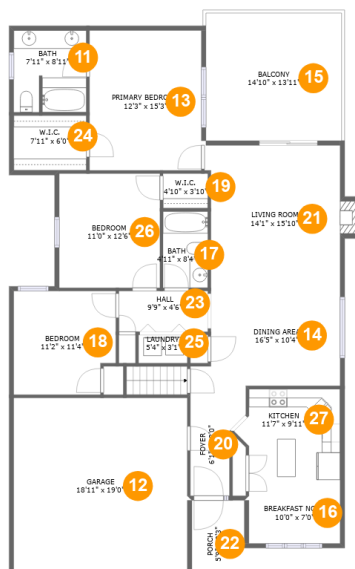 BATH
7'11" x 8'11"
11
PRIMARY BEDRO
12'3" x 15'3"
13
BALCONY
14'10" x 13'11"
15
W.I.C.
7'11" x 6'0"
24
W.I.C.
4'10" x 3'10"
19
BEDROOM
11'0" x 12'6"
26
LIVING ROOM
14'1" x 15'10"
21
BATH
4'11" x 8'4"
17
HALL
9'9" x 4'6"
23
BEDROOM
11'2" x 11'4"
18
LAUNDRY
5'4" x 3'1"
25
DINING AREA
16'5" x 10'4"
14
KITCHEN
11'7" x 9'11"
27
FOYER
20
GARAGE
18'11" x 19'0"
12
BREAKFAST NO
10'0" x 7'0"
16
PORCH
22